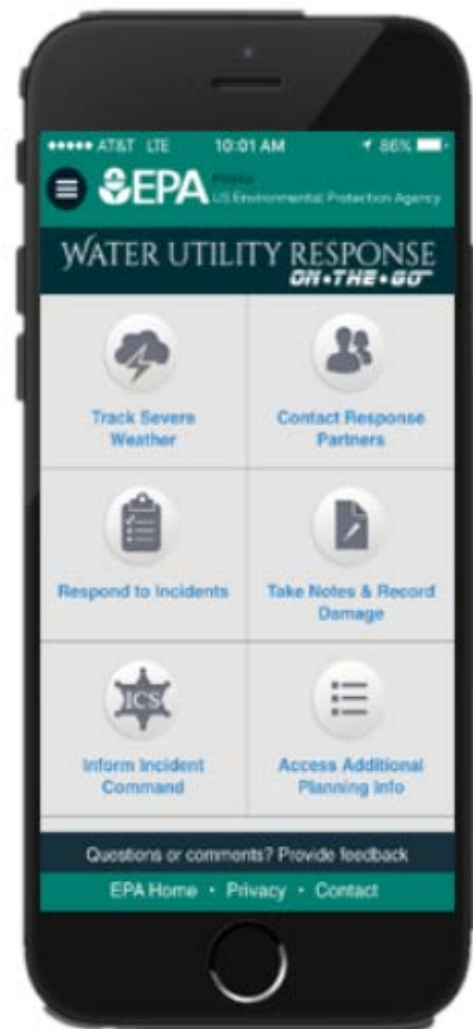 AT&T LTE 10:01 AM 86%
EPA
US Environmental Protection Agency
WATER UTILITY RESPONSE
ON•THE•GO
Track Severe
Weather
Contact Response
Partners
Respond to Incidents
Take Notes & Record
Damage
ICS
Inform Incident
Command
Access Additional
Planning Info
Questions or comments? Provide feedback
EPA Home • Privacy • Contact